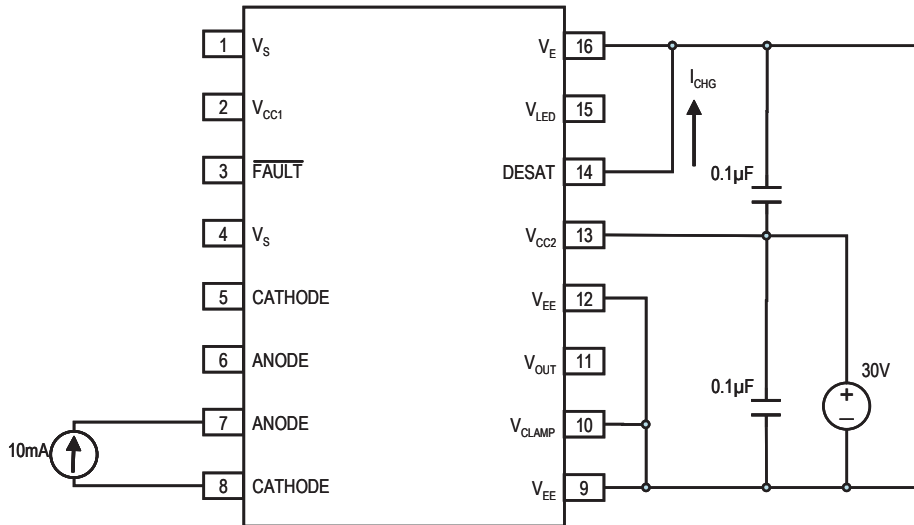 1 V_S
2 V_CC1
3 FAULT
4 V_S
5 CATHODE
6 ANODE
7 ANODE
8 CATHODE
10mA
V_E 16
V_LED 15
DESAT 14
V_CC2 13
V_EE 12
V_OUT 11
V_CLAMP 10
V_EE 9
I_CHG
0.1µF
0.1µF
30V
+
–